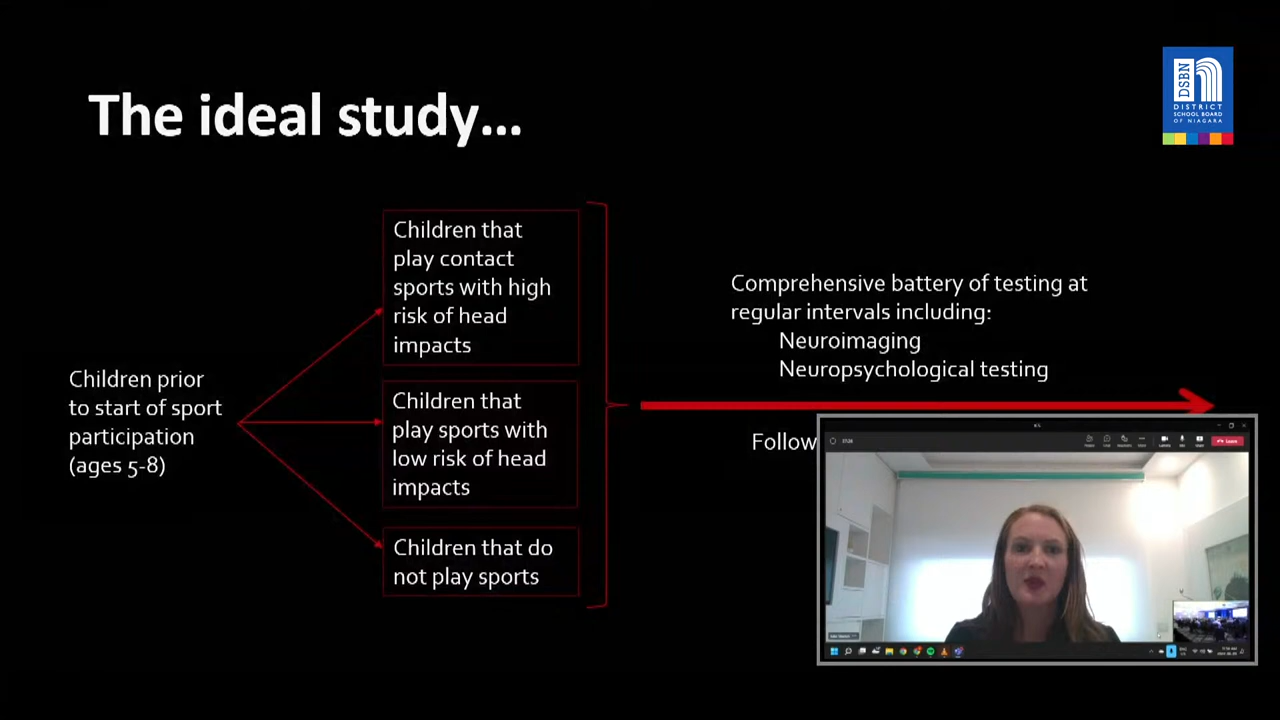 The ideal study...
DSBN
DISTRICT
SCHOOL BOARD
OF NIAGARA
Children prior
to start of sport
participation
(ages 5-8)
Children that
play contact
sports with high
risk of head
impacts
Children that
play sports with
low risk of head
impacts
Children that do
not play sports
Comprehensive battery of testing at
regular intervals including:
Neuroimaging
Neuropsychological testing
Follow
Leave